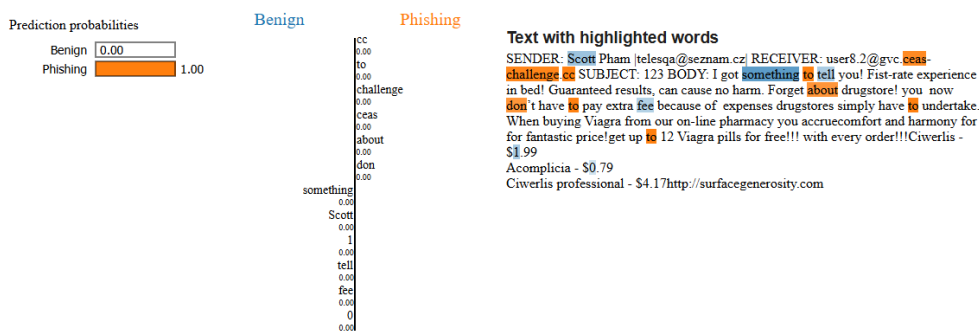 Prediction probabilities
Benign 0.00
Phishing 1.00
Benign Phishing
cc
0.00
to
0.00
challenge
0.00
ceas
0.00
about
0.00
don
0.00
something
0.00
Scott
0.00
1
0.00
tell
0.00
fee
0.00
0
0.00
Text with highlighted words
SENDER: Scott Pham |telesqa@seznam.cz| RECEIVER: user8.2@gvc.ceas-
challenge.cc SUBJECT: 123 BODY: I got something to tell you! Fist-rate experience
in bed! Guaranteed results, can cause no harm. Forget about drugstore! you now
don't have to pay extra fee because of expenses drugstores simply have to undertake.
When buying Viagra from our on-line pharmacy you accruecomfort and harmony for
for fantastic price!get up to 12 Viagra pills for free!!! with every order!!!Ciwerlis -
$1.99
Acomplicia - $0.79
Ciwerlis professional - $4.17http://surfacegenerosity.com